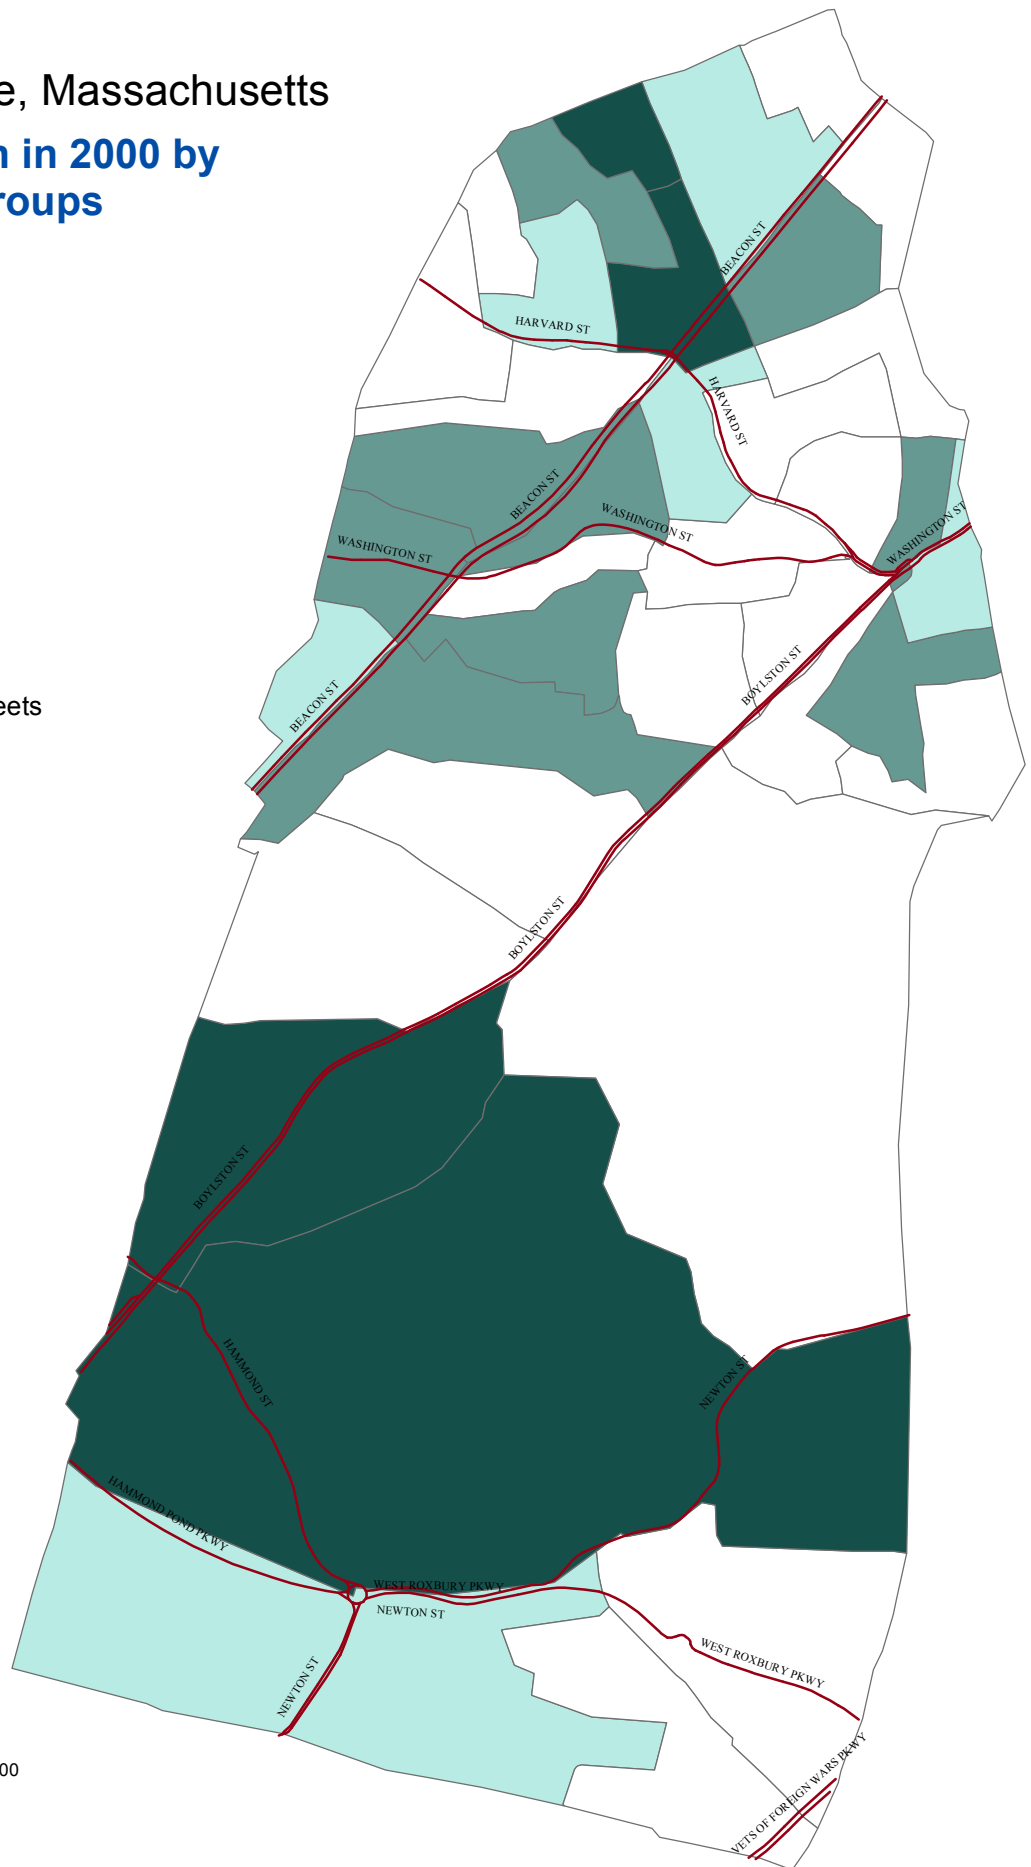 e, Massachusetts
n in 2000 by
roups
BEACON ST
HARVARD ST
HARVARD ST
BEACON ST
WASHINGTON ST
WASHINGTON ST
WASHINGTON ST
BOYLSTON ST
BEACON ST
eets
BOYLSTON ST
BOYLSTON ST
HAMMOND ST
NEWTON ST
HAMMOND POND PKWY
WEST ROXBURY PKWY
NEWTON ST
WEST ROXBURY PKWY
NEWTON ST
VETS OF FOREIGN WARS PKWY
00